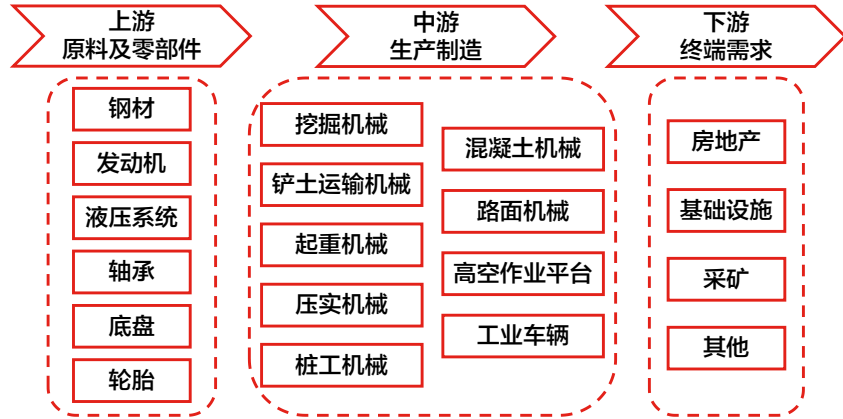 上游
原料及零部件
中游
生产制造
下游
终端需求
钢材
发动机
液压系统
轴承
底盘
轮胎
挖掘机械
铲土运输机械
起重机械
压实机械
桩工机械
混凝土机械
路面机械
高空作业平台
工业车辆
房地产
基础设施
采矿
其他